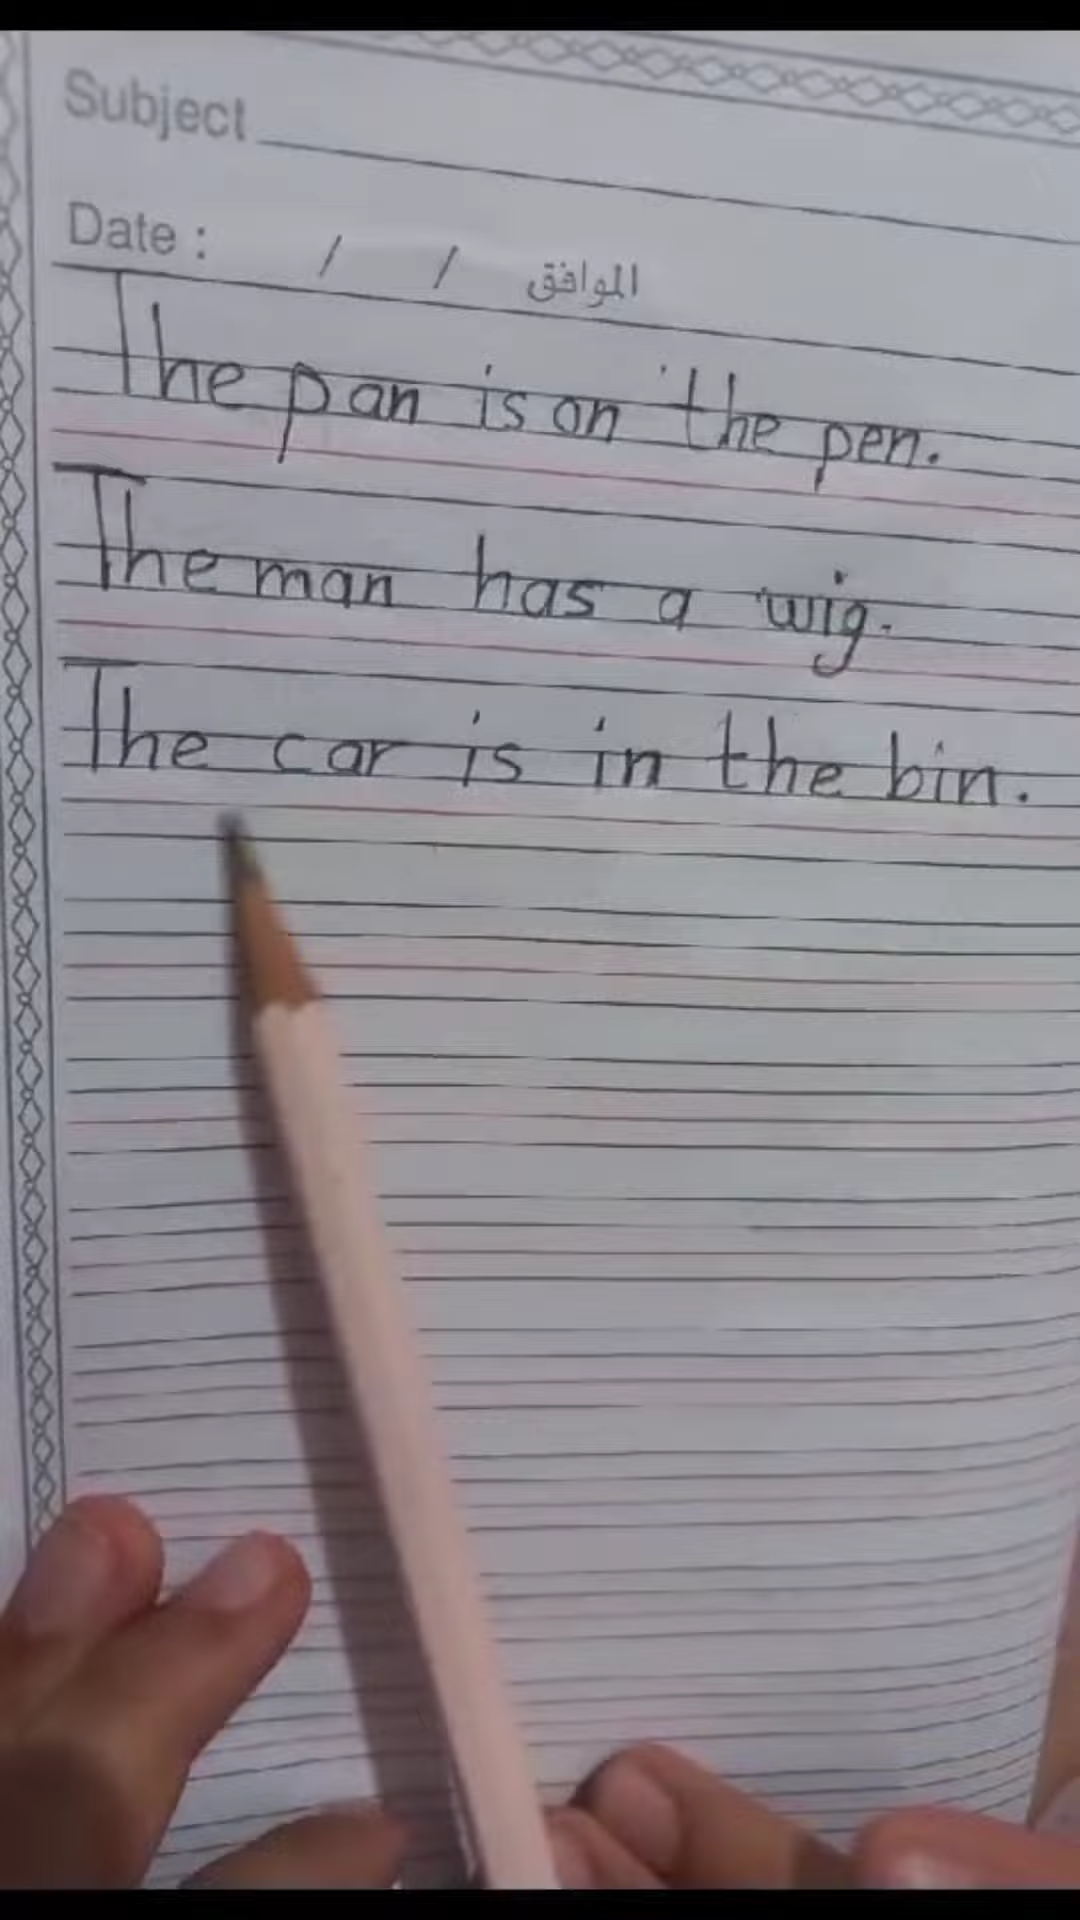 Subject
Date : / / الموافق
The pan is on the pen.
The man has a wig.
The car is in the bin.